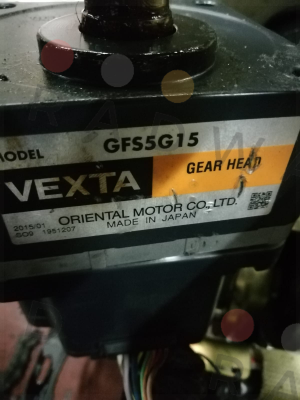 MODEL GFS5G15
VEXTA GEAR HEAD
ORIENTAL MOTOR CO.,LTD.
MADE IN JAPAN
2015/01
1951207